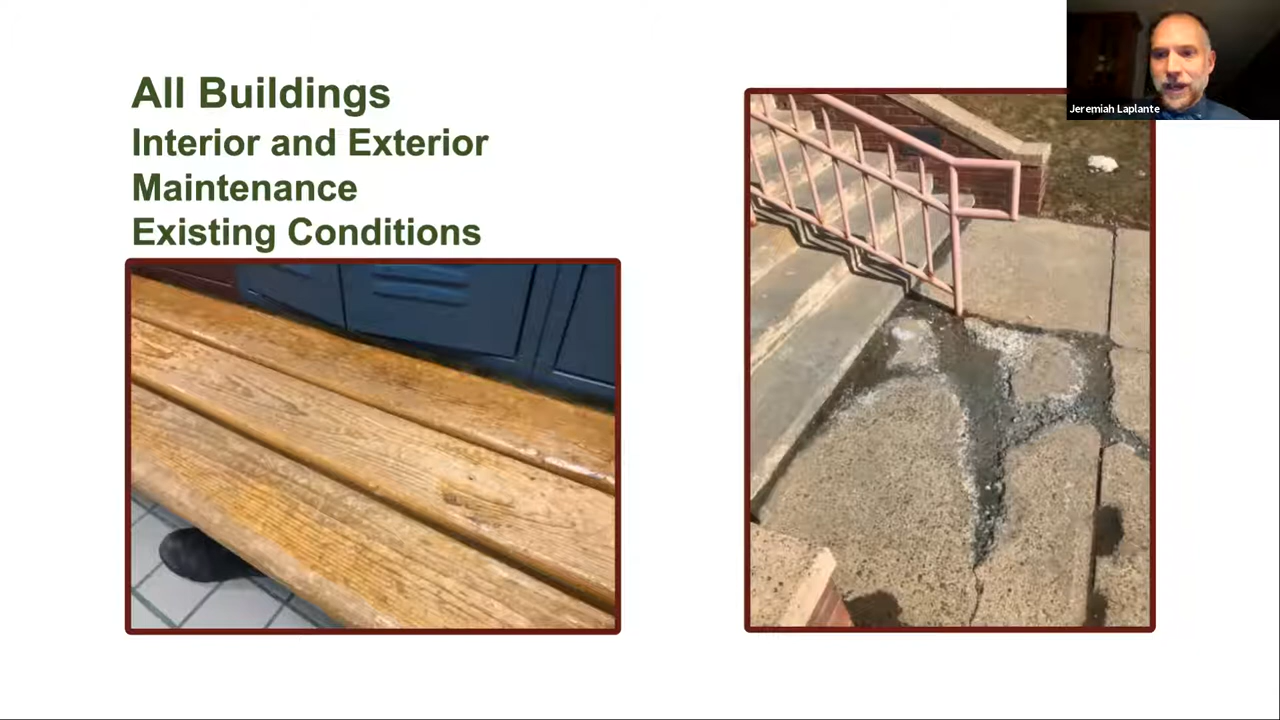 All Buildings
Interior and Exterior
Maintenance
Existing Conditions
Jeremiah Laplante